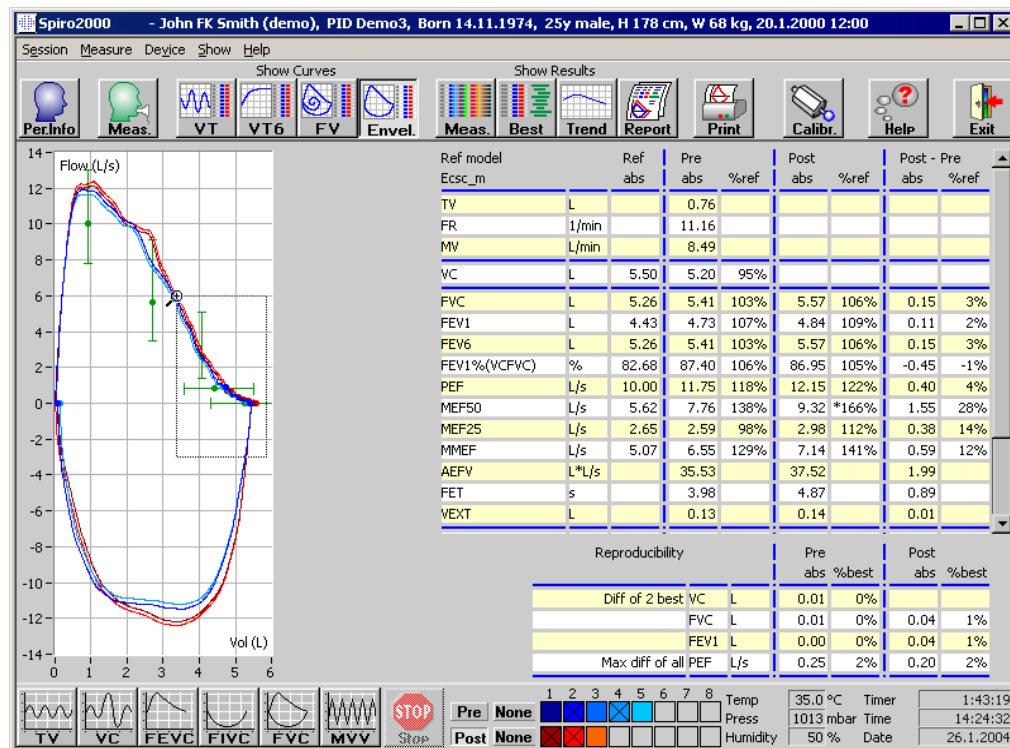 Spiro2000 - John FK Smith (demo), PID Demo3, Born 14.11.1974, 25y male, H 178 cm, W 68 kg, 20.1.2000 12:00
Session Measure Device Show Help
Show Curves Show Results
Per.Info Meas. VT VT6 FV Envel. Meas. Best Trend Report Print Calibr. Help Exit
Flow (L/s)
14
12
10
8
6
4
2
0
-2
-4
-6
-8
-10
-12
-14
Vol (L)
0 1 2 3 4 5 6
Ref model Ref Pre Post Post - Pre
Ecsc_m abs abs %ref abs %ref abs %ref
TV L 0.76
FR 1/min 11.16
MV L/min 8.49
VC L 5.50 5.20 95%
FVC L 5.26 5.41 103% 5.57 106% 0.15 3%
FEV1 L 4.43 4.73 107% 4.84 109% 0.11 2%
FEV6 L 5.26 5.41 103% 5.57 106% 0.15 3%
FEV1%(VCFVC) % 82.68 87.40 106% 86.95 105% -0.45 -1%
PEF L/s 10.00 11.75 118% 12.15 122% 0.40 4%
MEF50 L/s 5.62 7.76 138% 9.32 *166% 1.55 28%
MEF25 L/s 2.65 2.59 98% 2.98 112% 0.38 14%
MMEF L/s 5.07 6.55 129% 7.14 141% 0.59 12%
AEFV L*L/s 35.53 37.52 1.99
FET s 3.98 4.87 0.89
VEXT L 0.13 0.14 0.01
Reproducibility Pre Post
abs %best abs %best
Diff of 2 best VC L 0.01 0%
FVC L 0.01 0% 0.04 1%
FEV1 L 0.00 0% 0.04 1%
Max diff of all PEF L/s 0.25 2% 0.20 2%
TV VC FEVC FIVC FVC MVV STOP Stop
1 2 3 4 5 6 7 8
Pre None
Post None
Temp 35.0 °C Timer 1:43:19
Press 1013 mbar Time 14:24:32
Humidity 50 % Date 26.1.2004